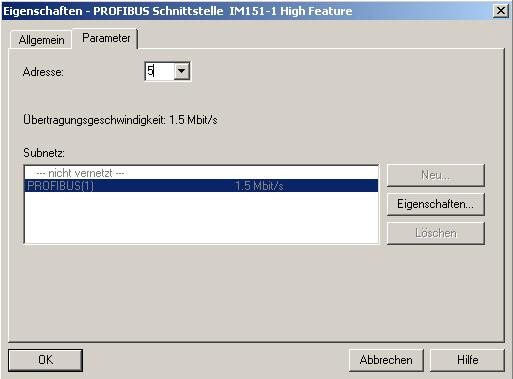 Eigenschaften - PROFIBUS Schnittstelle IM151-1 High Feature
Allgemein Parameter
Adresse: 5
Übertragungsgeschwindigkeit: 1.5 Mbit/s
Subnetz:
--- nicht vernetzt ---
PROFIBUS(1) 1.5 Mbit/s
Neu...
Eigenschaften...
Löschen
OK Abbrechen Hilfe